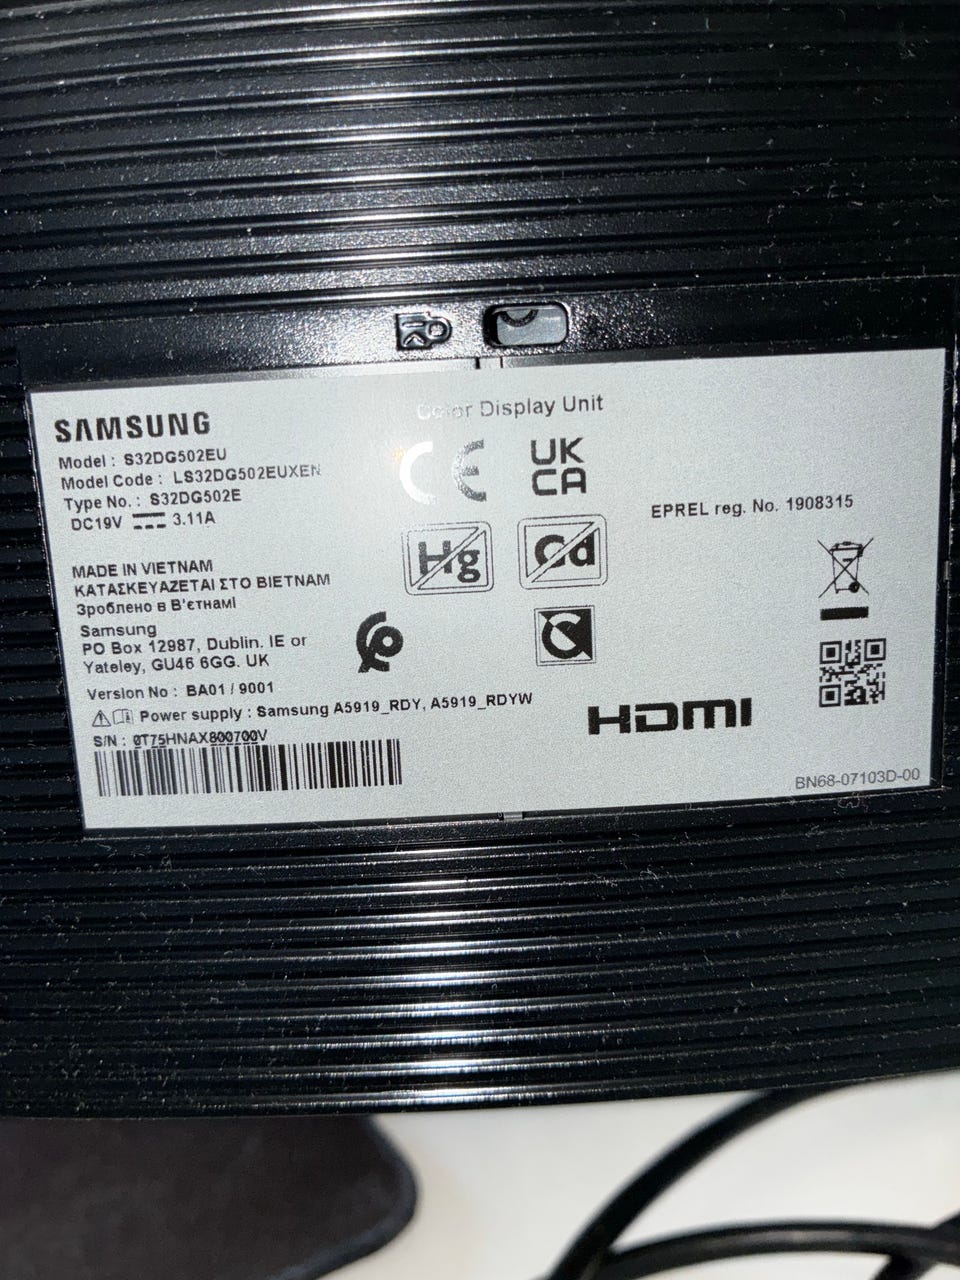 SAMSUNG
Color Display Unit
Model : S32DG502EU
Model Code : LS32DG502EUXEN
Type No. : S32DG502E
DC19V 3.11A
CE
UK
CA
EPREL reg. No. 1908315
Hg
Cd
MADE IN VIETNAM
ΚΑΤΑΣΚΕΥΑΖΕΤΑΙ ΣΤΟ ΒΙΕΤΝΑΜ
Зроблено в В'єтнамі
Samsung
PO Box 12987, Dublin. IE or
Yateley, GU46 6GG. UK
Version No : BA01 / 9001
Power supply : Samsung A5919_RDY, A5919_RDYW
S/N : 0T75HNAX800700V
HDMI
BN68-07103D-00